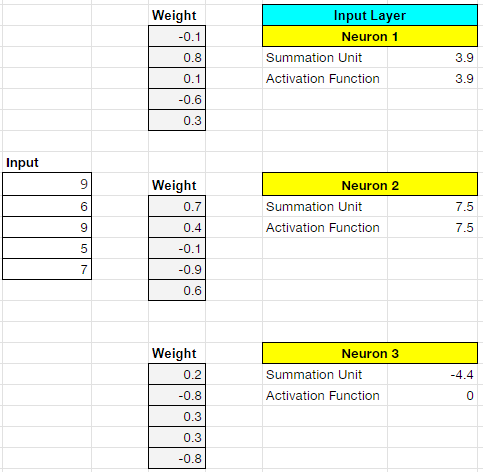 Weight Input Layer
-0.1 Neuron 1
0.8 Summation Unit 3.9
0.1 Activation Function 3.9
-0.6
0.3
Input
9 Weight Neuron 2
6 0.7 Summation Unit 7.5
9 0.4 Activation Function 7.5
5 -0.1
7 -0.9
0.6
Weight Neuron 3
0.2 Summation Unit -4.4
-0.8 Activation Function 0
0.3
0.3
-0.8